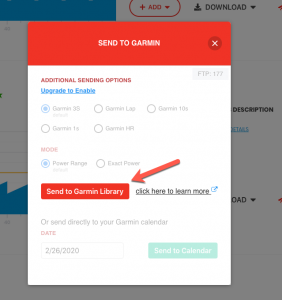 + ADD
DOWNLOAD
SEND TO GARMIN
FTP: 177
ADDITIONAL SENDING OPTIONS
Upgrade to Enable
Garmin 3S Garmin Lap Garmin 10s
Garmin 1s Garmin HR
DESCRIPTION
DETAILS
MODE
Power Range Exact Power
Send to Garmin Library click here to learn more
DOWNLOAD
Or send directly to your Garmin calendar
DATE
2/26/2020 Send to Calendar